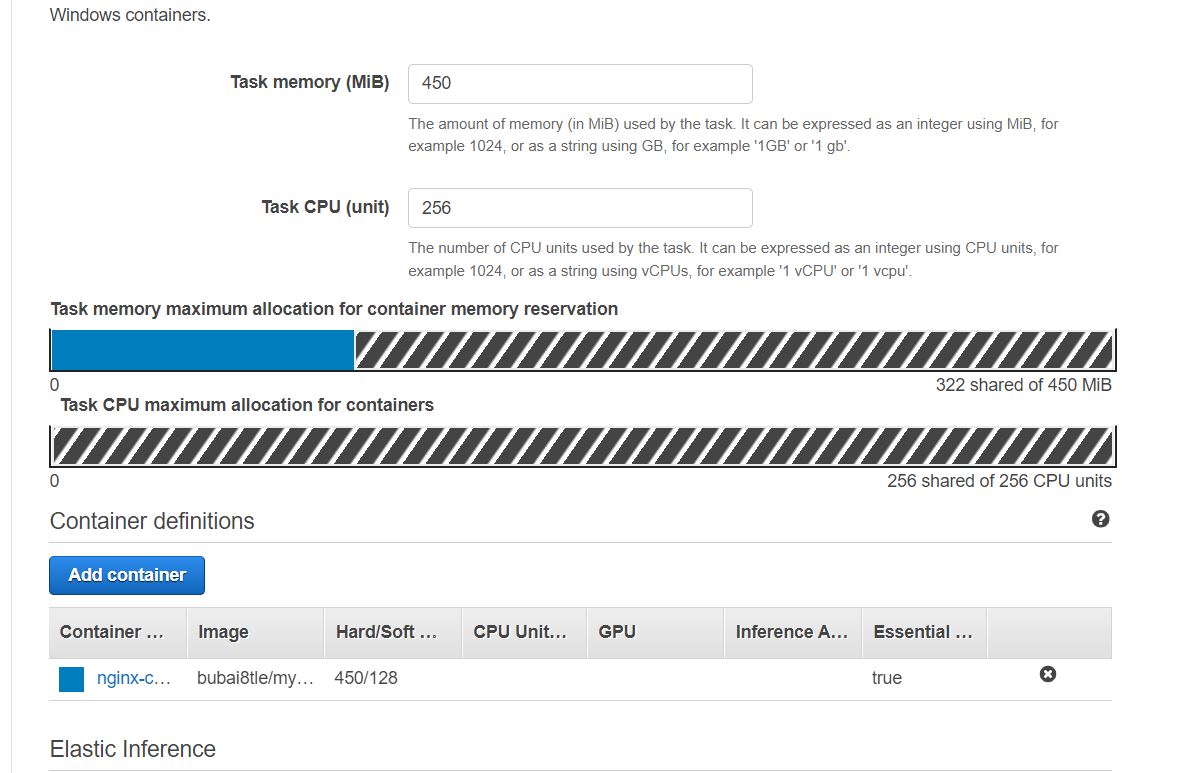 Windows containers.
Task memory (MiB)
450
The amount of memory (in MiB) used by the task. It can be expressed as an integer using MiB, for
example 1024, or as a string using GB, for example '1GB' or '1 gb'.
Task CPU (unit)
256
The number of CPU units used by the task. It can be expressed as an integer using CPU units, for
example 1024, or as a string using vCPUs, for example '1 vCPU' or '1 vcpu'.
Task memory maximum allocation for container memory reservation
0
322 shared of 450 MiB
Task CPU maximum allocation for containers
0
256 shared of 256 CPU units
Container definitions
?
Add container
Container ... Image Hard/Soft ... CPU Unit... GPU Inference A... Essential ...
nginx-c... bubai8tle/my... 450/128 true
Elastic Inference